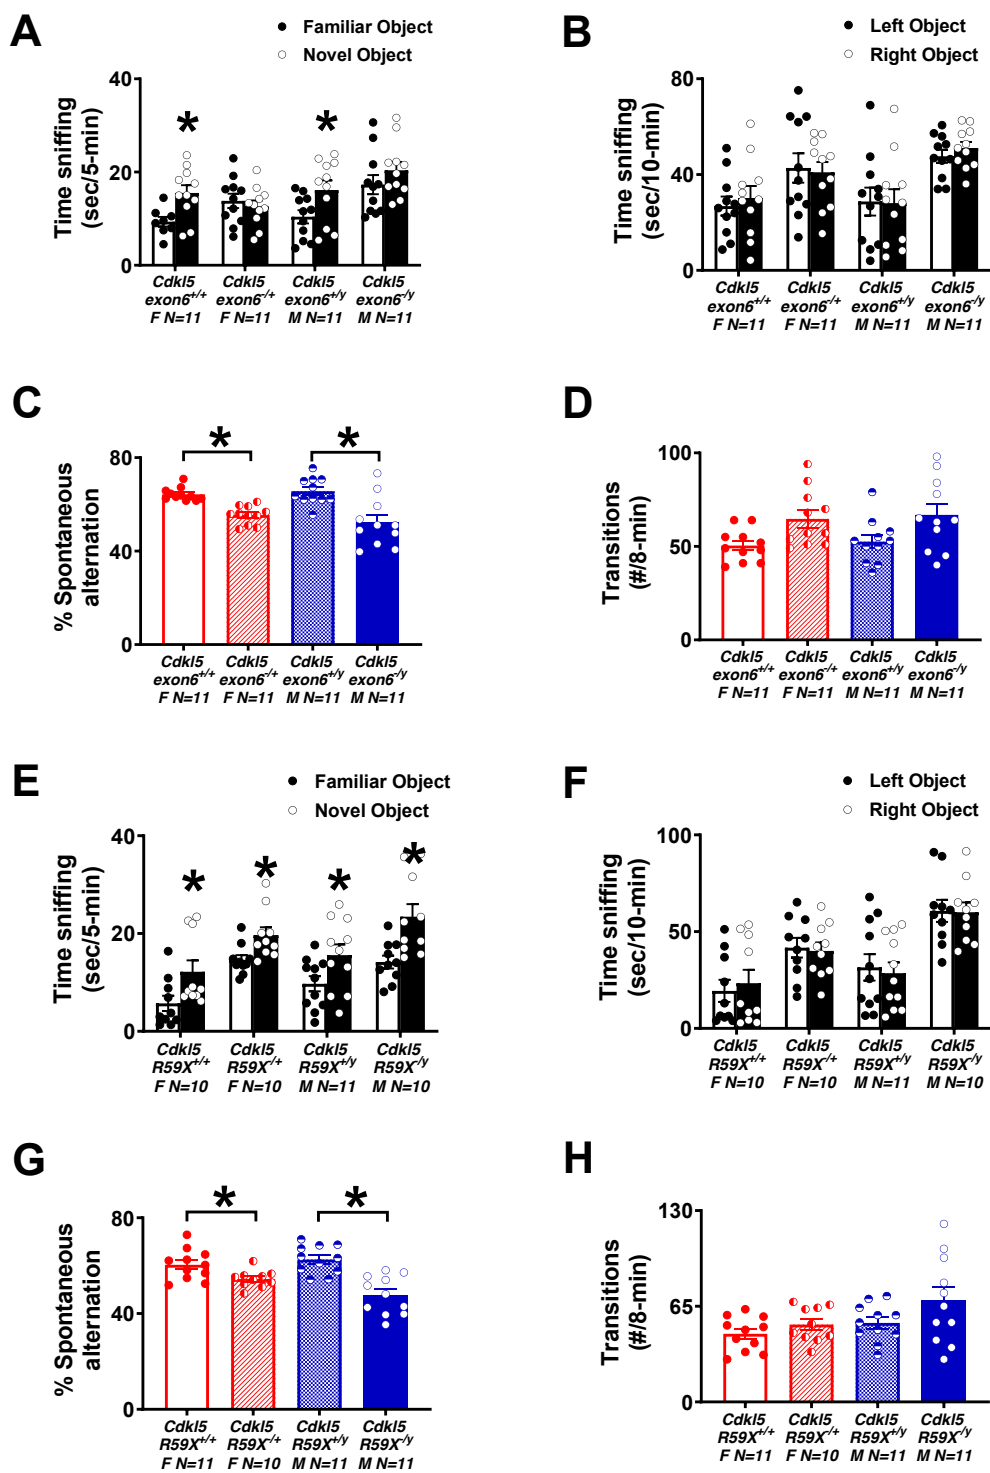 A
● Familiar Object
○ Novel Object
Time sniffing
(sec/5-min)
40
20
0
*
*
Cdkl5
exon6+/+
F N=11
Cdkl5
exon6-/+
F N=11
Cdkl5
exon6+/y
M N=11
Cdkl5
exon6-/y
M N=11
B
● Left Object
○ Right Object
Time sniffing
(sec/10-min)
80
40
0
Cdkl5
exon6+/+
F N=11
Cdkl5
exon6-/+
F N=11
Cdkl5
exon6+/y
M N=11
Cdkl5
exon6-/y
M N=11
C
% Spontaneous
alternation
80
40
0
*
*
Cdkl5
exon6+/+
F N=11
Cdkl5
exon6-/+
F N=11
Cdkl5
exon6+/y
M N=11
Cdkl5
exon6-/y
M N=11
D
Transitions
(#/8-min)
100
50
0
Cdkl5
exon6+/+
F N=11
Cdkl5
exon6-/+
F N=11
Cdkl5
exon6+/y
M N=11
Cdkl5
exon6-/y
M N=11
E
● Familiar Object
○ Novel Object
Time sniffing
(sec/5-min)
40
20
0
*
*
*
*
Cdkl5
R59X+/+
F N=10
Cdkl5
R59X-/+
F N=10
Cdkl5
R59X+/y
M N=11
Cdkl5
R59X-/y
M N=10
F
● Left Object
○ Right Object
Time sniffing
(sec/10-min)
100
50
0
Cdkl5
R59X+/+
F N=10
Cdkl5
R59X-/+
F N=10
Cdkl5
R59X+/y
M N=11
Cdkl5
R59X-/y
M N=10
G
% Spontaneous
alternation
80
40
0
*
*
Cdkl5
R59X+/+
F N=11
Cdkl5
R59X-/+
F N=10
Cdkl5
R59X+/y
M N=11
Cdkl5
R59X-/y
M N=11
H
Transitions
(#/8-min)
130
65
0
Cdkl5
R59X+/+
F N=11
Cdkl5
R59X-/+
F N=10
Cdkl5
R59X+/y
M N=11
Cdkl5
R59X-/y
M N=11